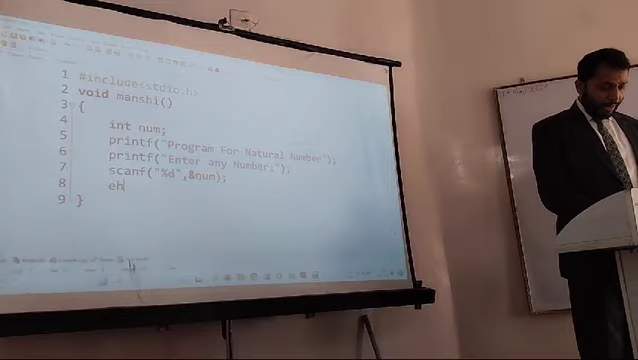 1 #include<stdio.h>
2 void manshi()
3 {
4 int num;
5 printf("Program For Natural Number");
6 printf("Enter any Number:");
7 scanf("%d",&num);
8 eh
9 }